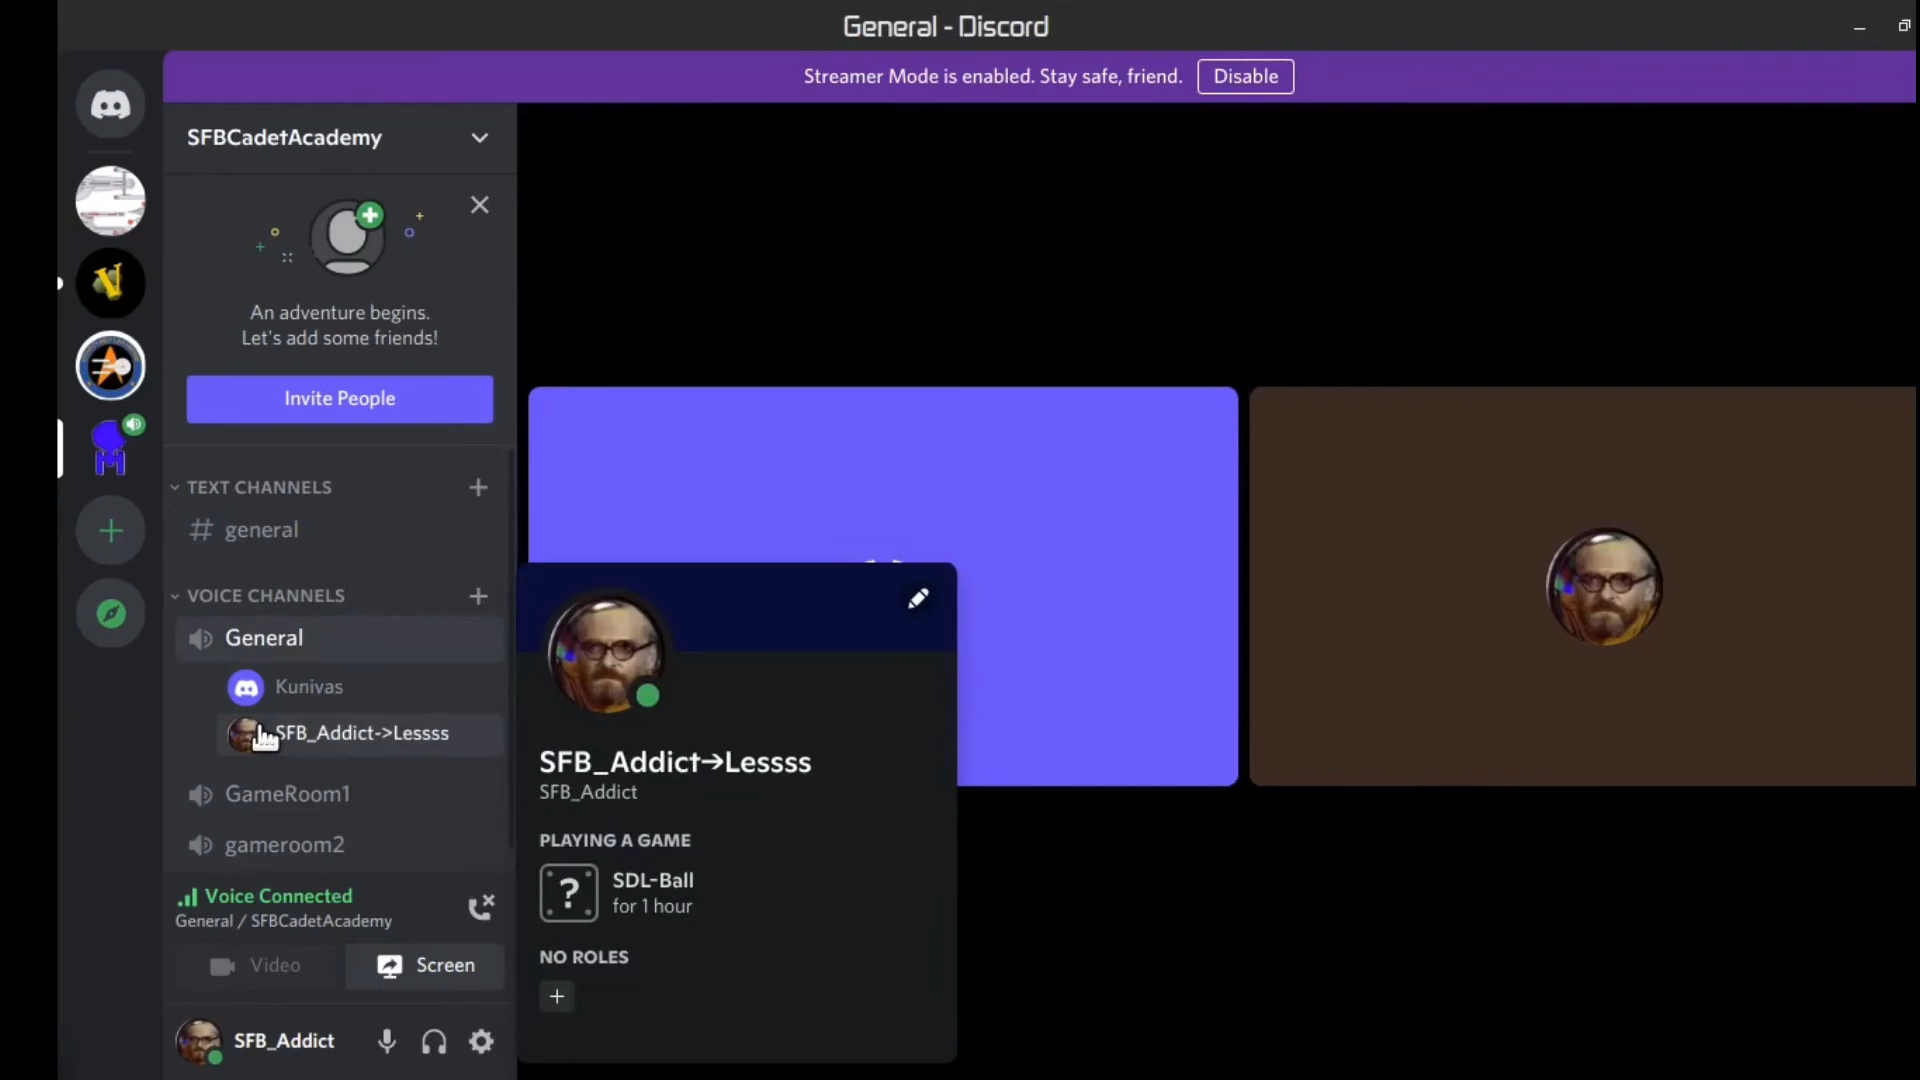 General - Discord
Streamer Mode is enabled. Stay safe, friend. Disable
SFBCadetAcademy
An adventure begins.
Let's add some friends!
Invite People
TEXT CHANNELS
# general
VOICE CHANNELS
General
Kunivas
SFB_Addict->Lessss
GameRoom1
gameroom2
Voice Connected
General / SFBCadetAcademy
Video
Screen
SFB_Addict
SFB_Addict→Lessss
SFB_Addict
PLAYING A GAME
?
SDL-Ball
for 1 hour
NO ROLES
+